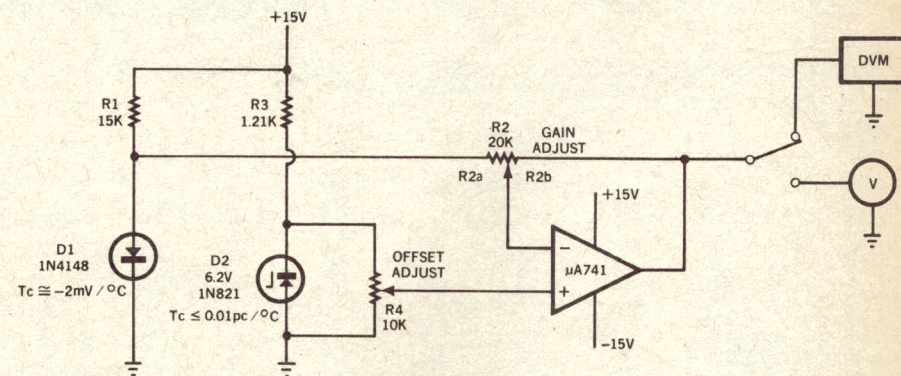 +15V
DVM
R1
15K
R3
1.21K
R2
20K
GAIN
ADJUST
R2a
R2b
+15V
V
D1
1N4148
Tc ≅ −2mV/°C
D2
6.2V
1N821
Tc ≤ 0.01pc/°C
OFFSET
ADJUST
R4
10K
−
μA741
+
−15V